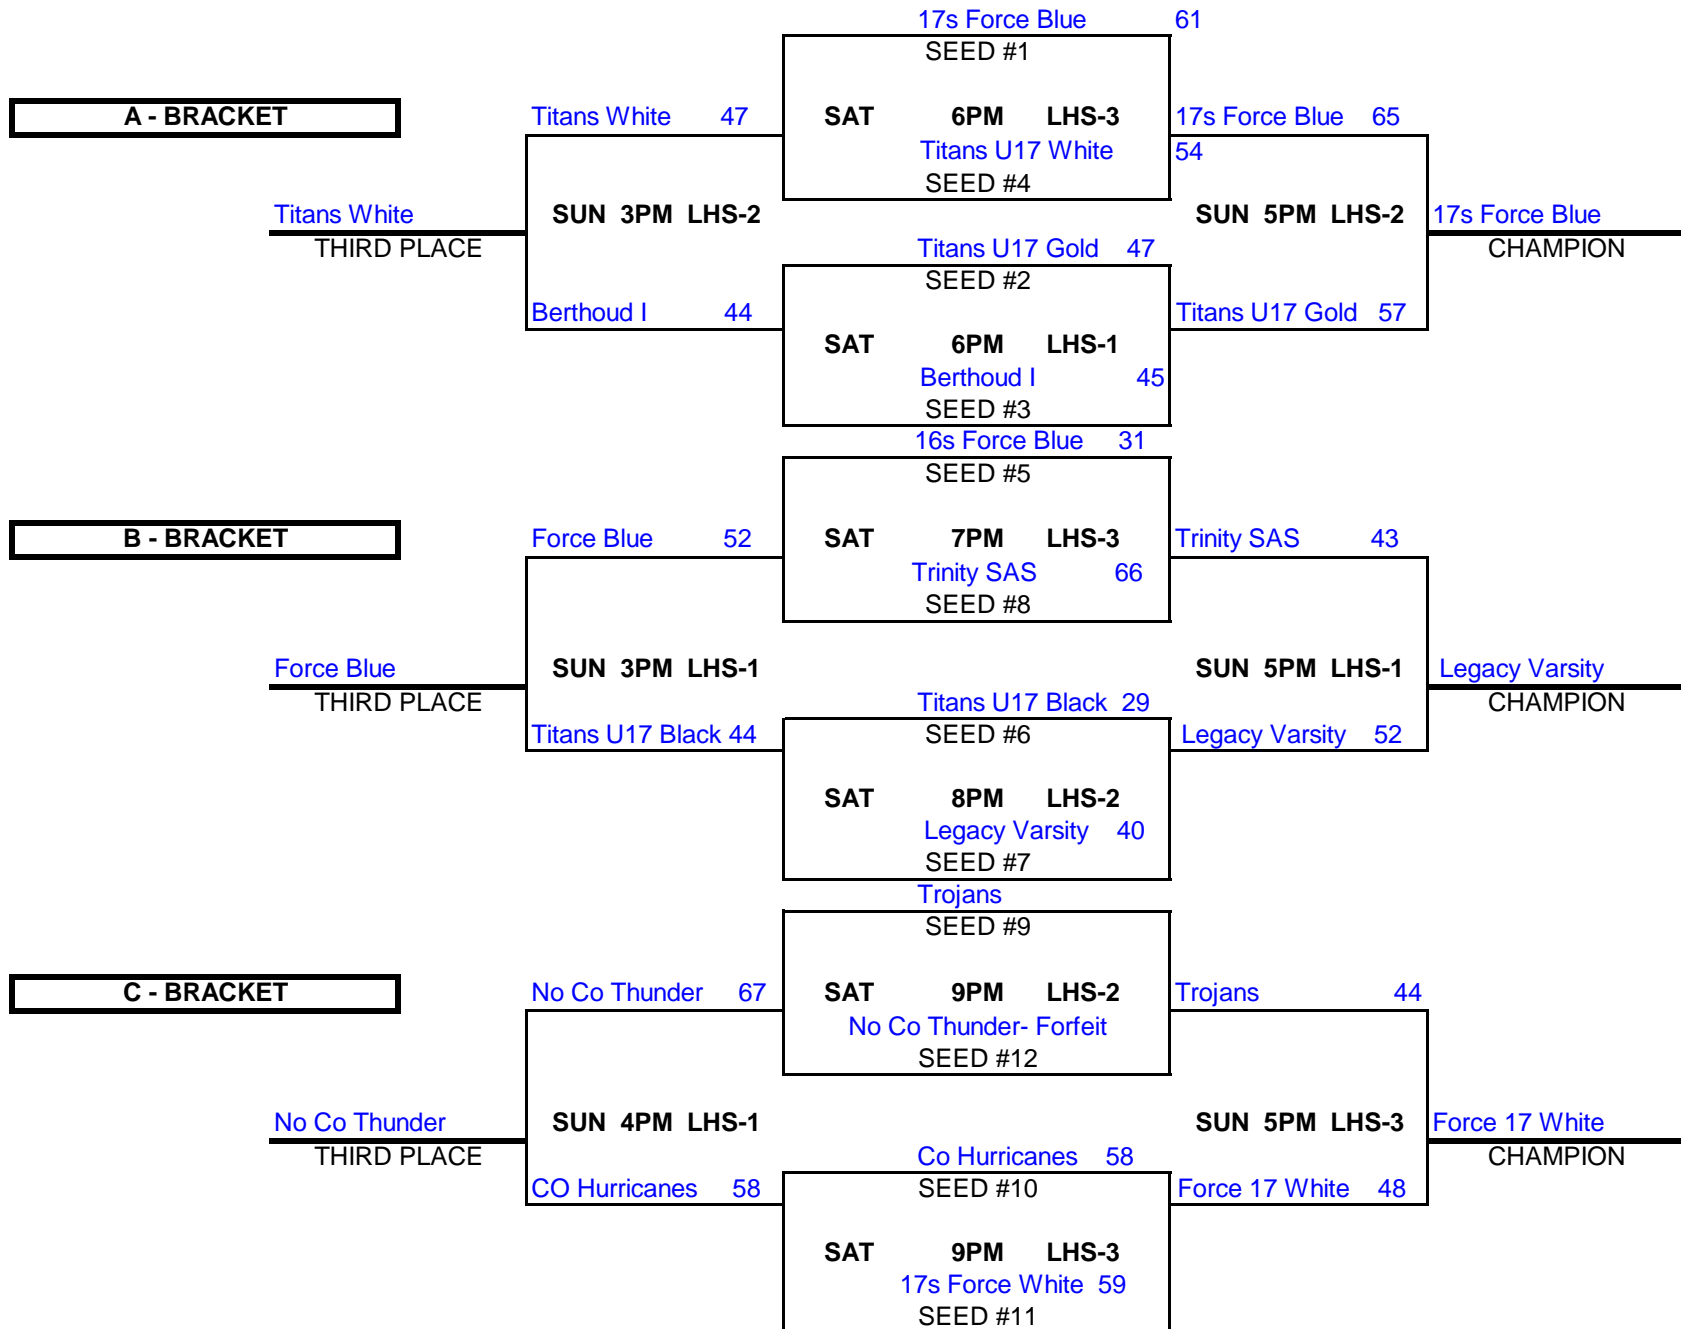 17s Force Blue 61
SEED #1
A - BRACKET Titans White 47 SAT 6PM LHS-3 17s Force Blue 65
Titans U17 White 54
SEED #4
Titans White SUN 3PM LHS-2 SUN 5PM LHS-2 17s Force Blue
THIRD PLACE Titans U17 Gold 47 CHAMPION
SEED #2
Berthoud I 44 Titans U17 Gold 57
SAT 6PM LHS-1
Berthoud I 45
SEED #3
16s Force Blue 31
SEED #5
B - BRACKET Force Blue 52 SAT 7PM LHS-3 Trinity SAS 43
Trinity SAS 66
SEED #8
Force Blue SUN 3PM LHS-1 SUN 5PM LHS-1 Legacy Varsity
THIRD PLACE Titans U17 Black 29 CHAMPION
Titans U17 Black 44 SEED #6 Legacy Varsity 52
SAT 8PM LHS-2
Legacy Varsity 40
SEED #7
Trojans
SEED #9
C - BRACKET No Co Thunder 67 SAT 9PM LHS-2 Trojans 44
No Co Thunder- Forfeit
SEED #12
No Co Thunder SUN 4PM LHS-1 SUN 5PM LHS-3 Force 17 White
THIRD PLACE Co Hurricanes 58 CHAMPION
CO Hurricanes 58 SEED #10 Force 17 White 48
SAT 9PM LHS-3
17s Force White 59
SEED #11